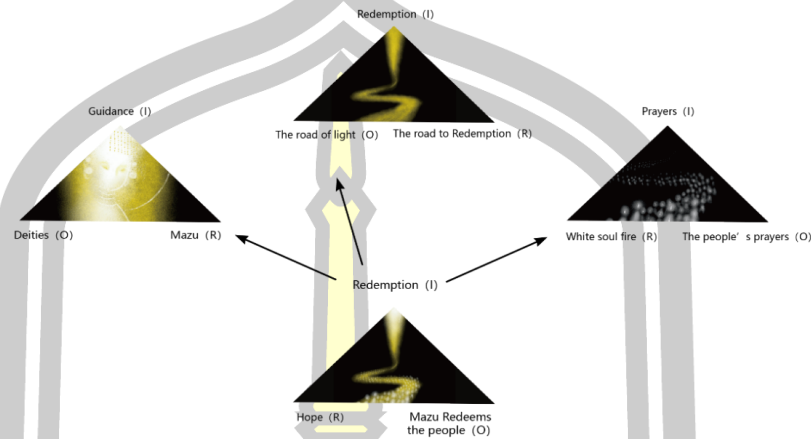 Redemption (I)
The road of light (O)
The road to Redemption (R)
Guidance (I)
Deities (O)
Mazu (R)
Prayers (I)
White soul fire (R)
The people's prayers (O)
Redemption (I)
Hope (R)
Mazu Redeems
the people (O)